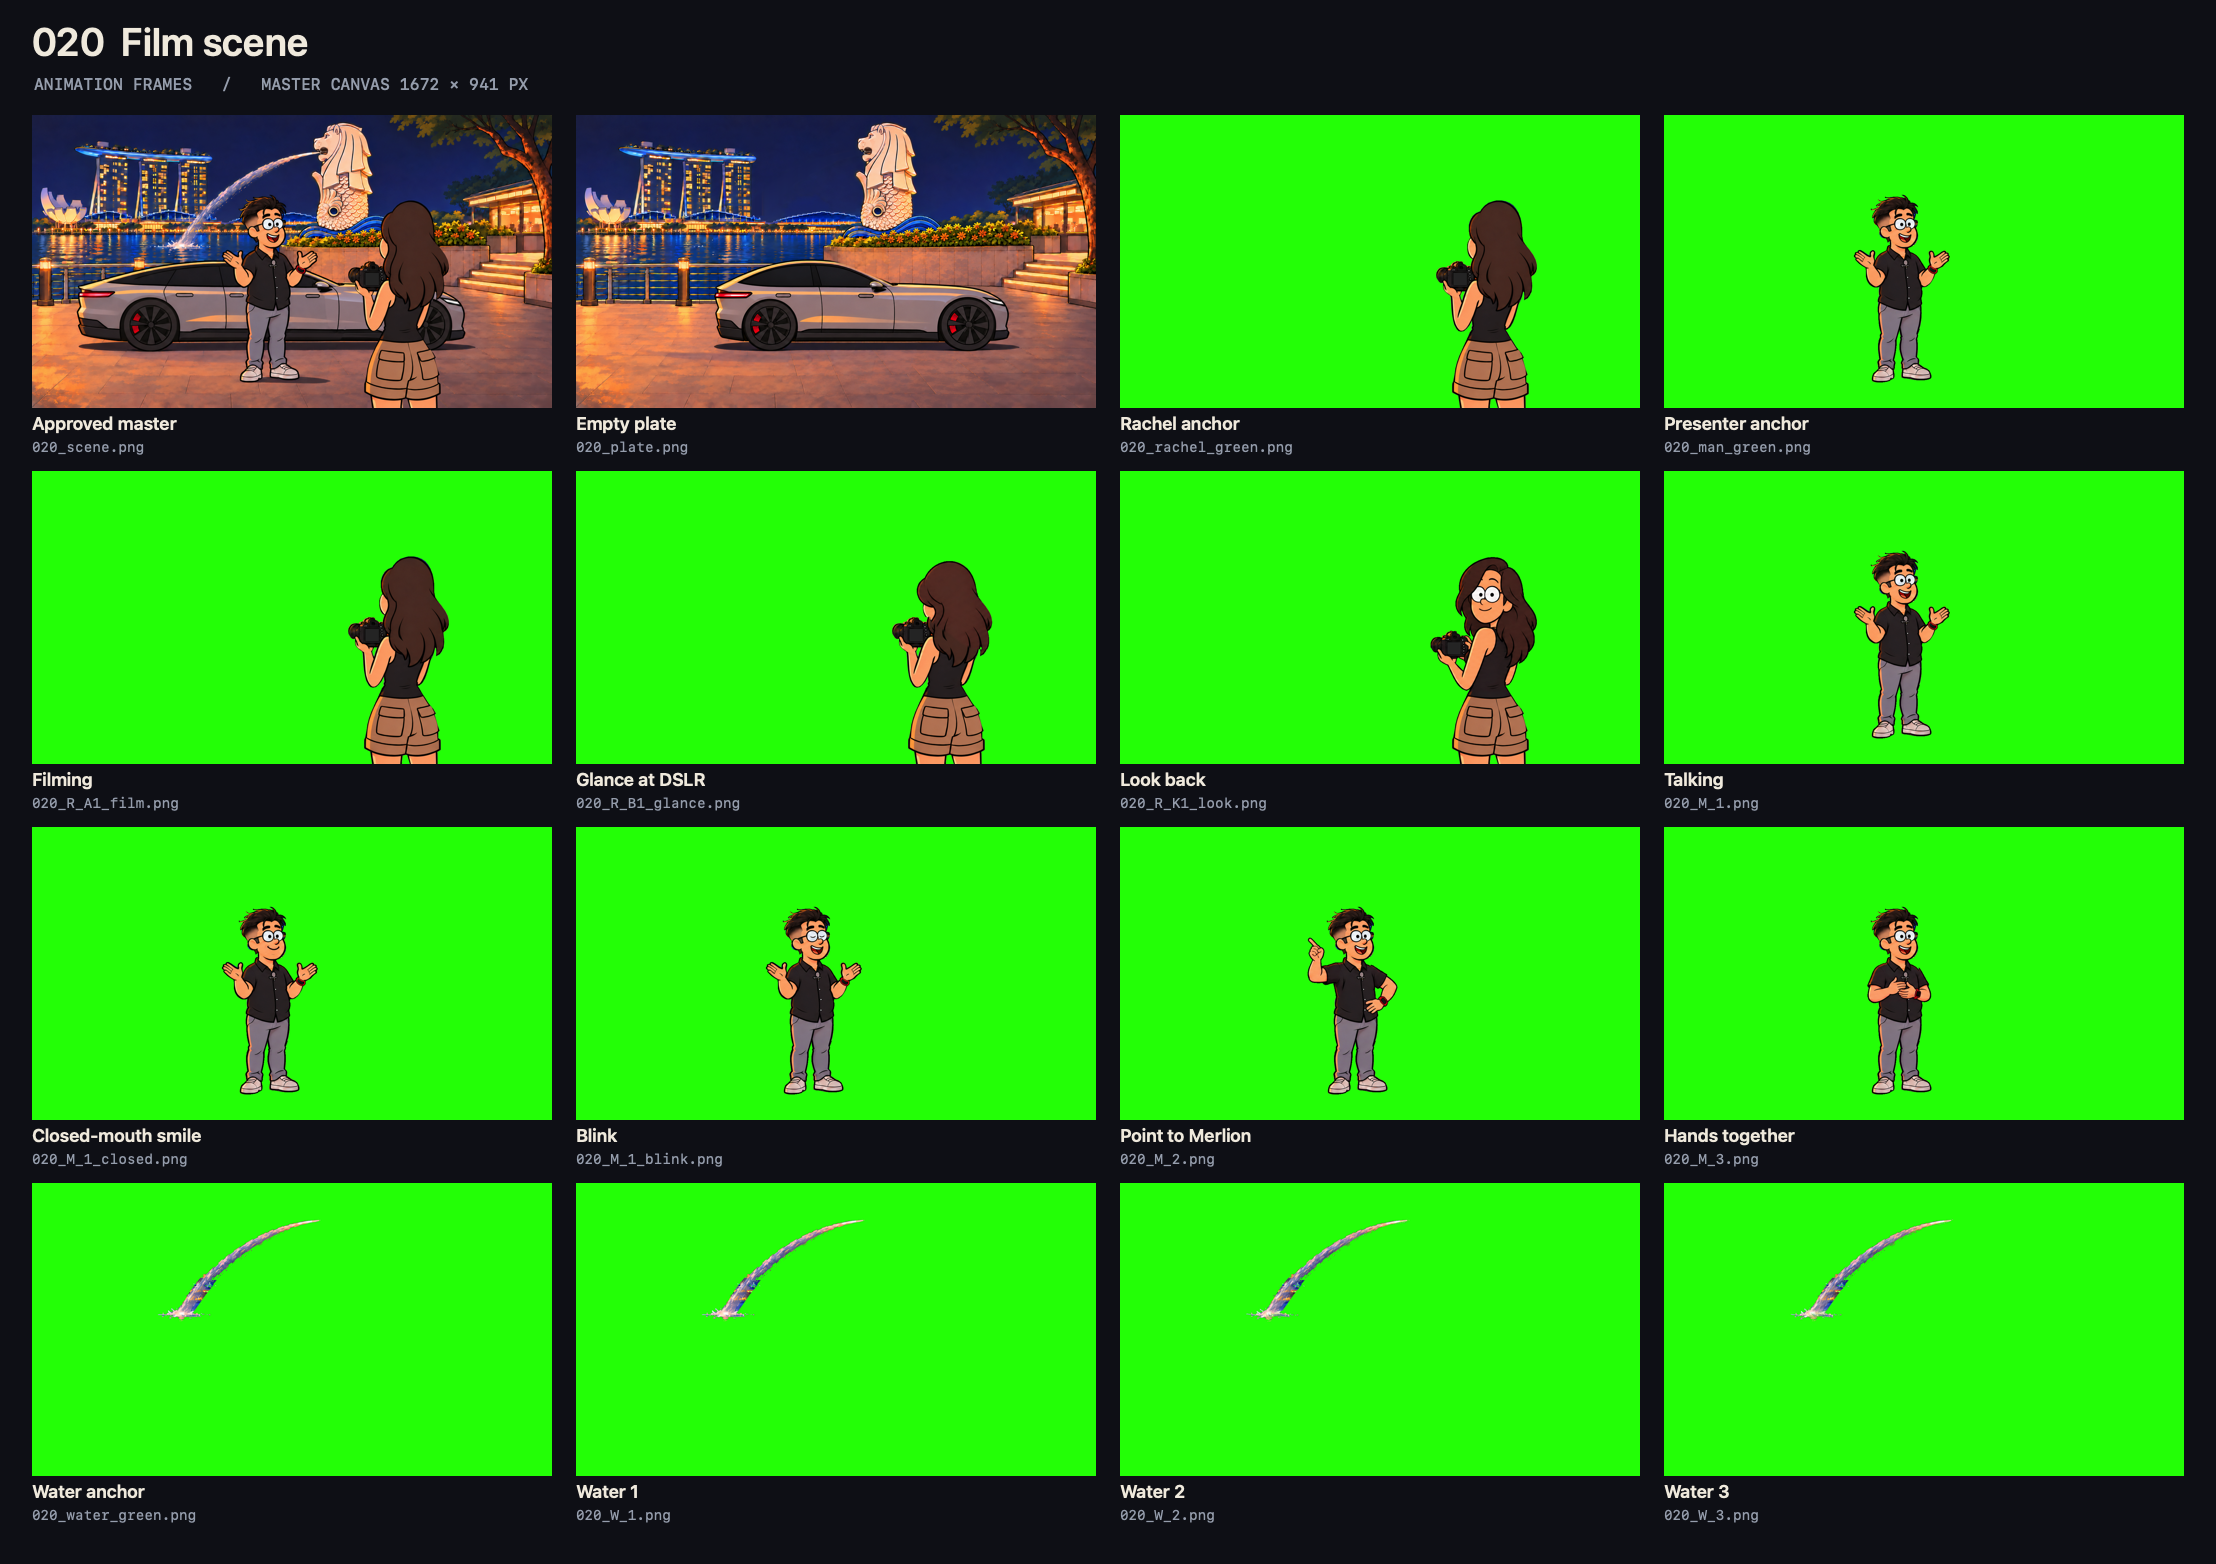 020 Film scene
ANIMATION FRAMES / MASTER CANVAS 1672 × 941 PX
Approved master
020_scene.png
Empty plate
020_plate.png
Rachel anchor
020_rachel_green.png
Presenter anchor
020_man_green.png
Filming
020_R_A1_film.png
Glance at DSLR
020_R_B1_glance.png
Look back
020_R_K1_look.png
Talking
020_M_1.png
Closed-mouth smile
020_M_1_closed.png
Blink
020_M_1_blink.png
Point to Merlion
020_M_2.png
Hands together
020_M_3.png
Water anchor
020_water_green.png
Water 1
020_W_1.png
Water 2
020_W_2.png
Water 3
020_W_3.png